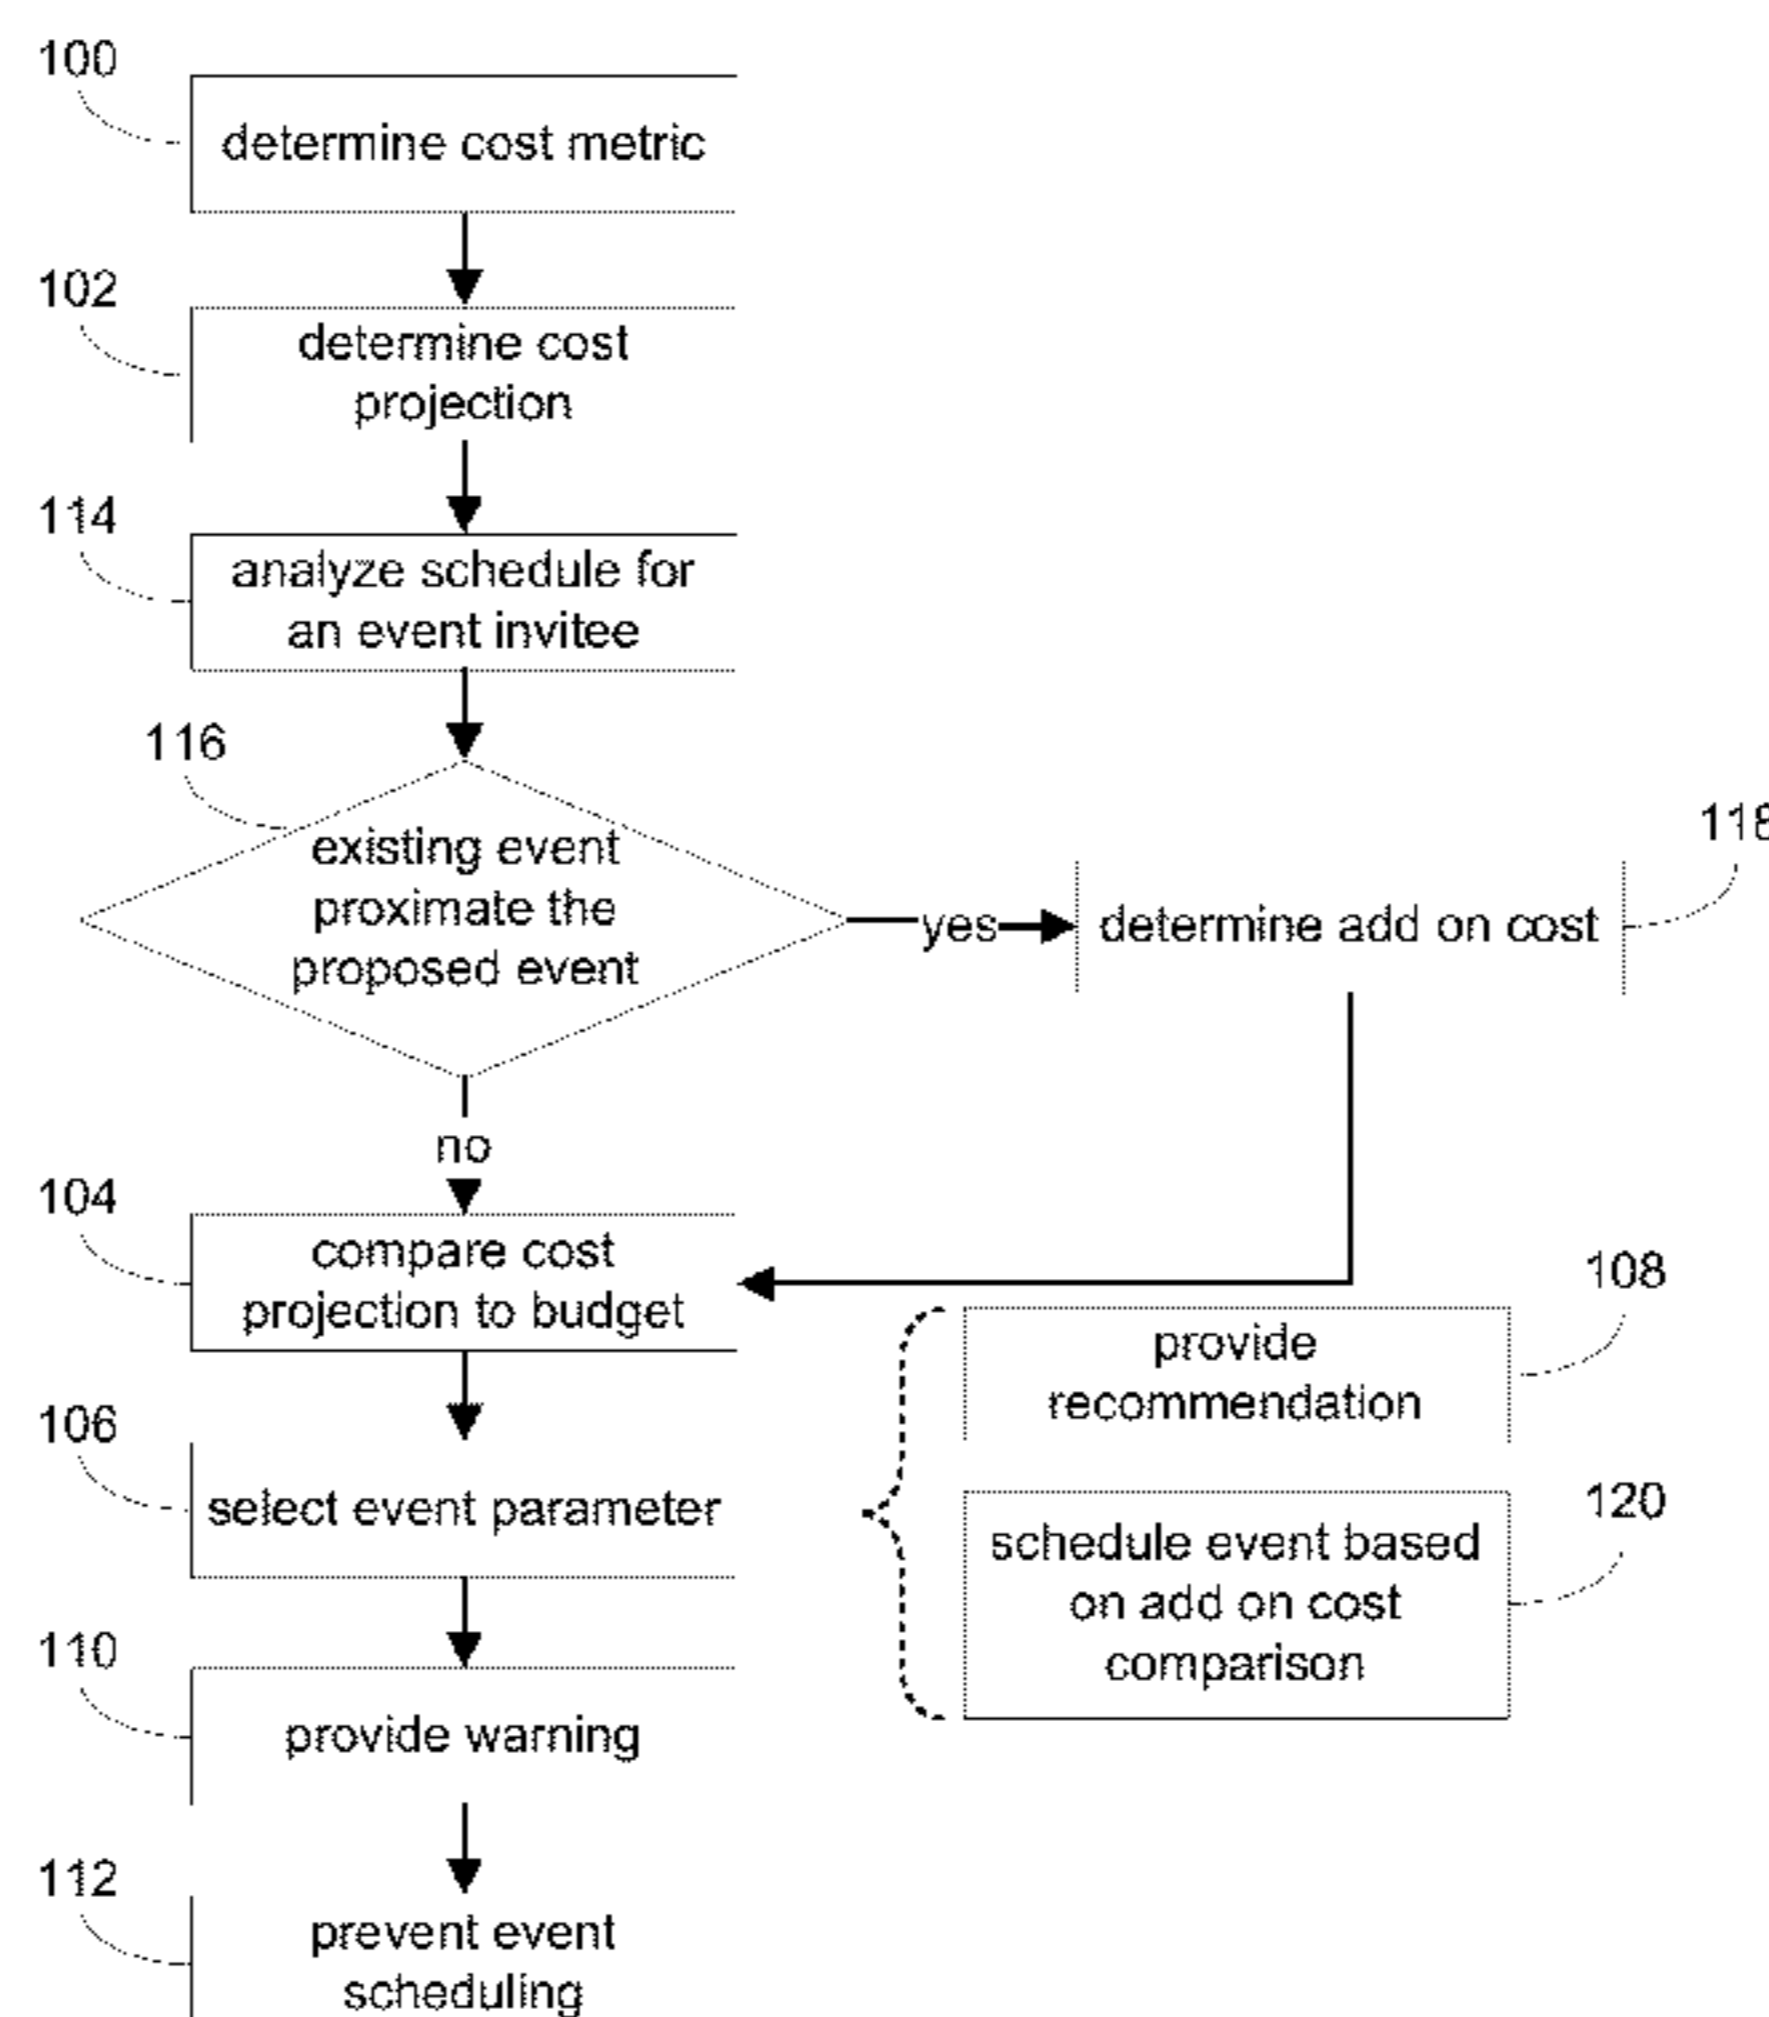 100
determine cost metric
102
determine cost
projection
114
analyze schedule for
an event invitee
116
existing event
proximate the
proposed event
yes
determine add on cost
118
no
104
compare cost
projection to budget
106
select event parameter
108
provide
recommendation
120
schedule event based
on add on cost
comparison
110
provide warning
112
prevent event
scheduling